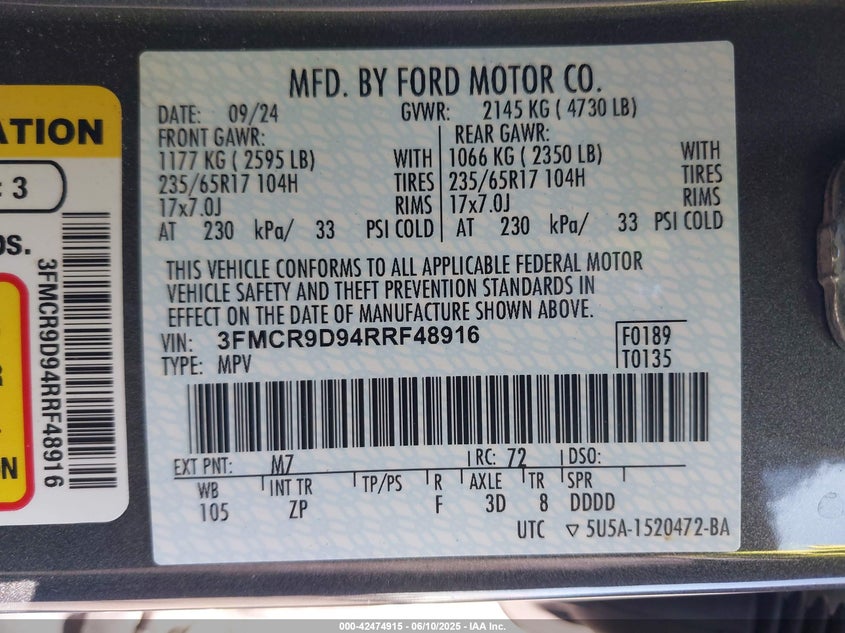 MFD. BY FORD MOTOR CO.
DATE: 09/24 GVWR: 2145 KG ( 4730 LB)
FRONT GAWR: REAR GAWR:
1177 KG ( 2595 LB) WITH 1066 KG ( 2350 LB) WITH
235/65R17 104H TIRES 235/65R17 104H TIRES
17x7.0J RIMS 17x7.0J RIMS
AT 230 kPa/ 33 PSI COLD AT 230 kPa/ 33 PSI COLD
THIS VEHICLE CONFORMS TO ALL APPLICABLE FEDERAL MOTOR
VEHICLE SAFETY AND THEFT PREVENTION STANDARDS IN
EFFECT ON THE DATE OF MANUFACTURE SHOWN ABOVE.
VIN: 3FMCR9D94RRF48916 F0189
TYPE: MPV T0135
EXT PNT: M7 RC: 72 DSO:
WB INT TR TP/PS R AXLE TR SPR
105 ZP F 3D 8 DDDD
UTC ▽ 5U5A-1520472-BA
ATION
: 3
DS.
3FMCR9D94RRF48916
R
ON
000-42474915 - 06/10/2025 - IAA Inc.